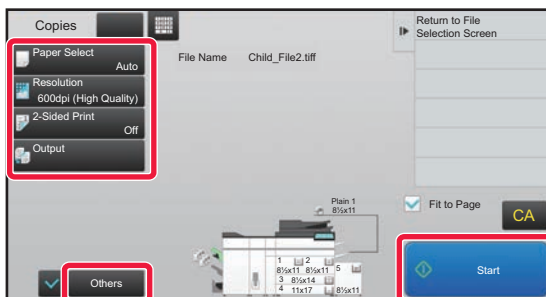 Copies
Return to File
Selection Screen
Paper Select
Auto
File Name Child_File2.tiff
Resolution
600dpi (High Quality)
2-Sided Print
Off
Output
Plain 1
8½x11
Fit to Page
CA
1 2
8½x11 8½x11 5
3 8½x14
4 11x17 8½x11
Others
Start